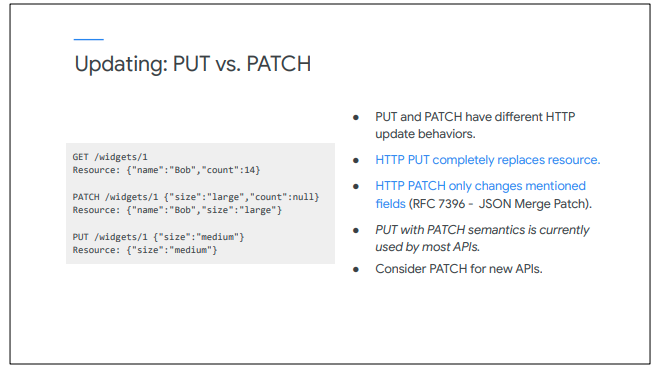 Updating: PUT vs. PATCH
GET /widgets/1
Resource: {"name":"Bob","count":14}
PATCH /widgets/1 {"size":"large","count":null}
Resource: {"name":"Bob","size":"large"}
PUT /widgets/1 {"size":"medium"}
Resource: {"size":"medium"}
● PUT and PATCH have different HTTP
update behaviors.
● HTTP PUT completely replaces resource.
● HTTP PATCH only changes mentioned
fields (RFC 7396 - JSON Merge Patch).
● PUT with PATCH semantics is currently
used by most APIs.
● Consider PATCH for new APIs.